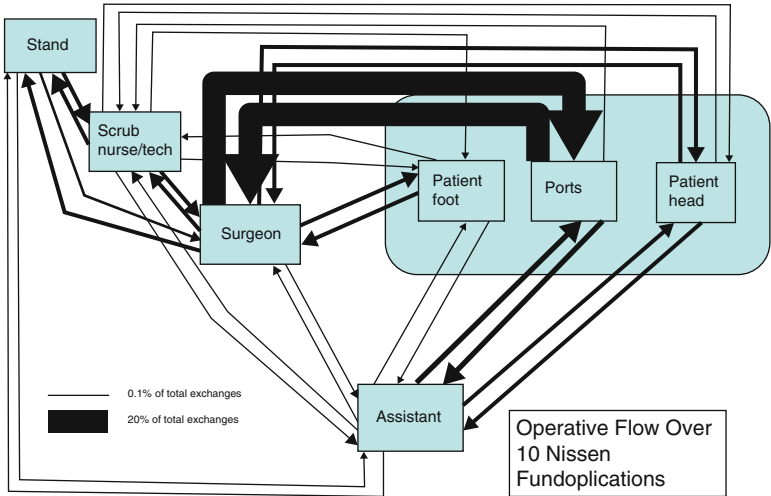 Stand
Scrub
nurse/tech
Surgeon
Patient
foot
Ports
Patient
head
Assistant
0.1% of total exchanges
20% of total exchanges
Operative Flow Over
10 Nissen
Fundoplications